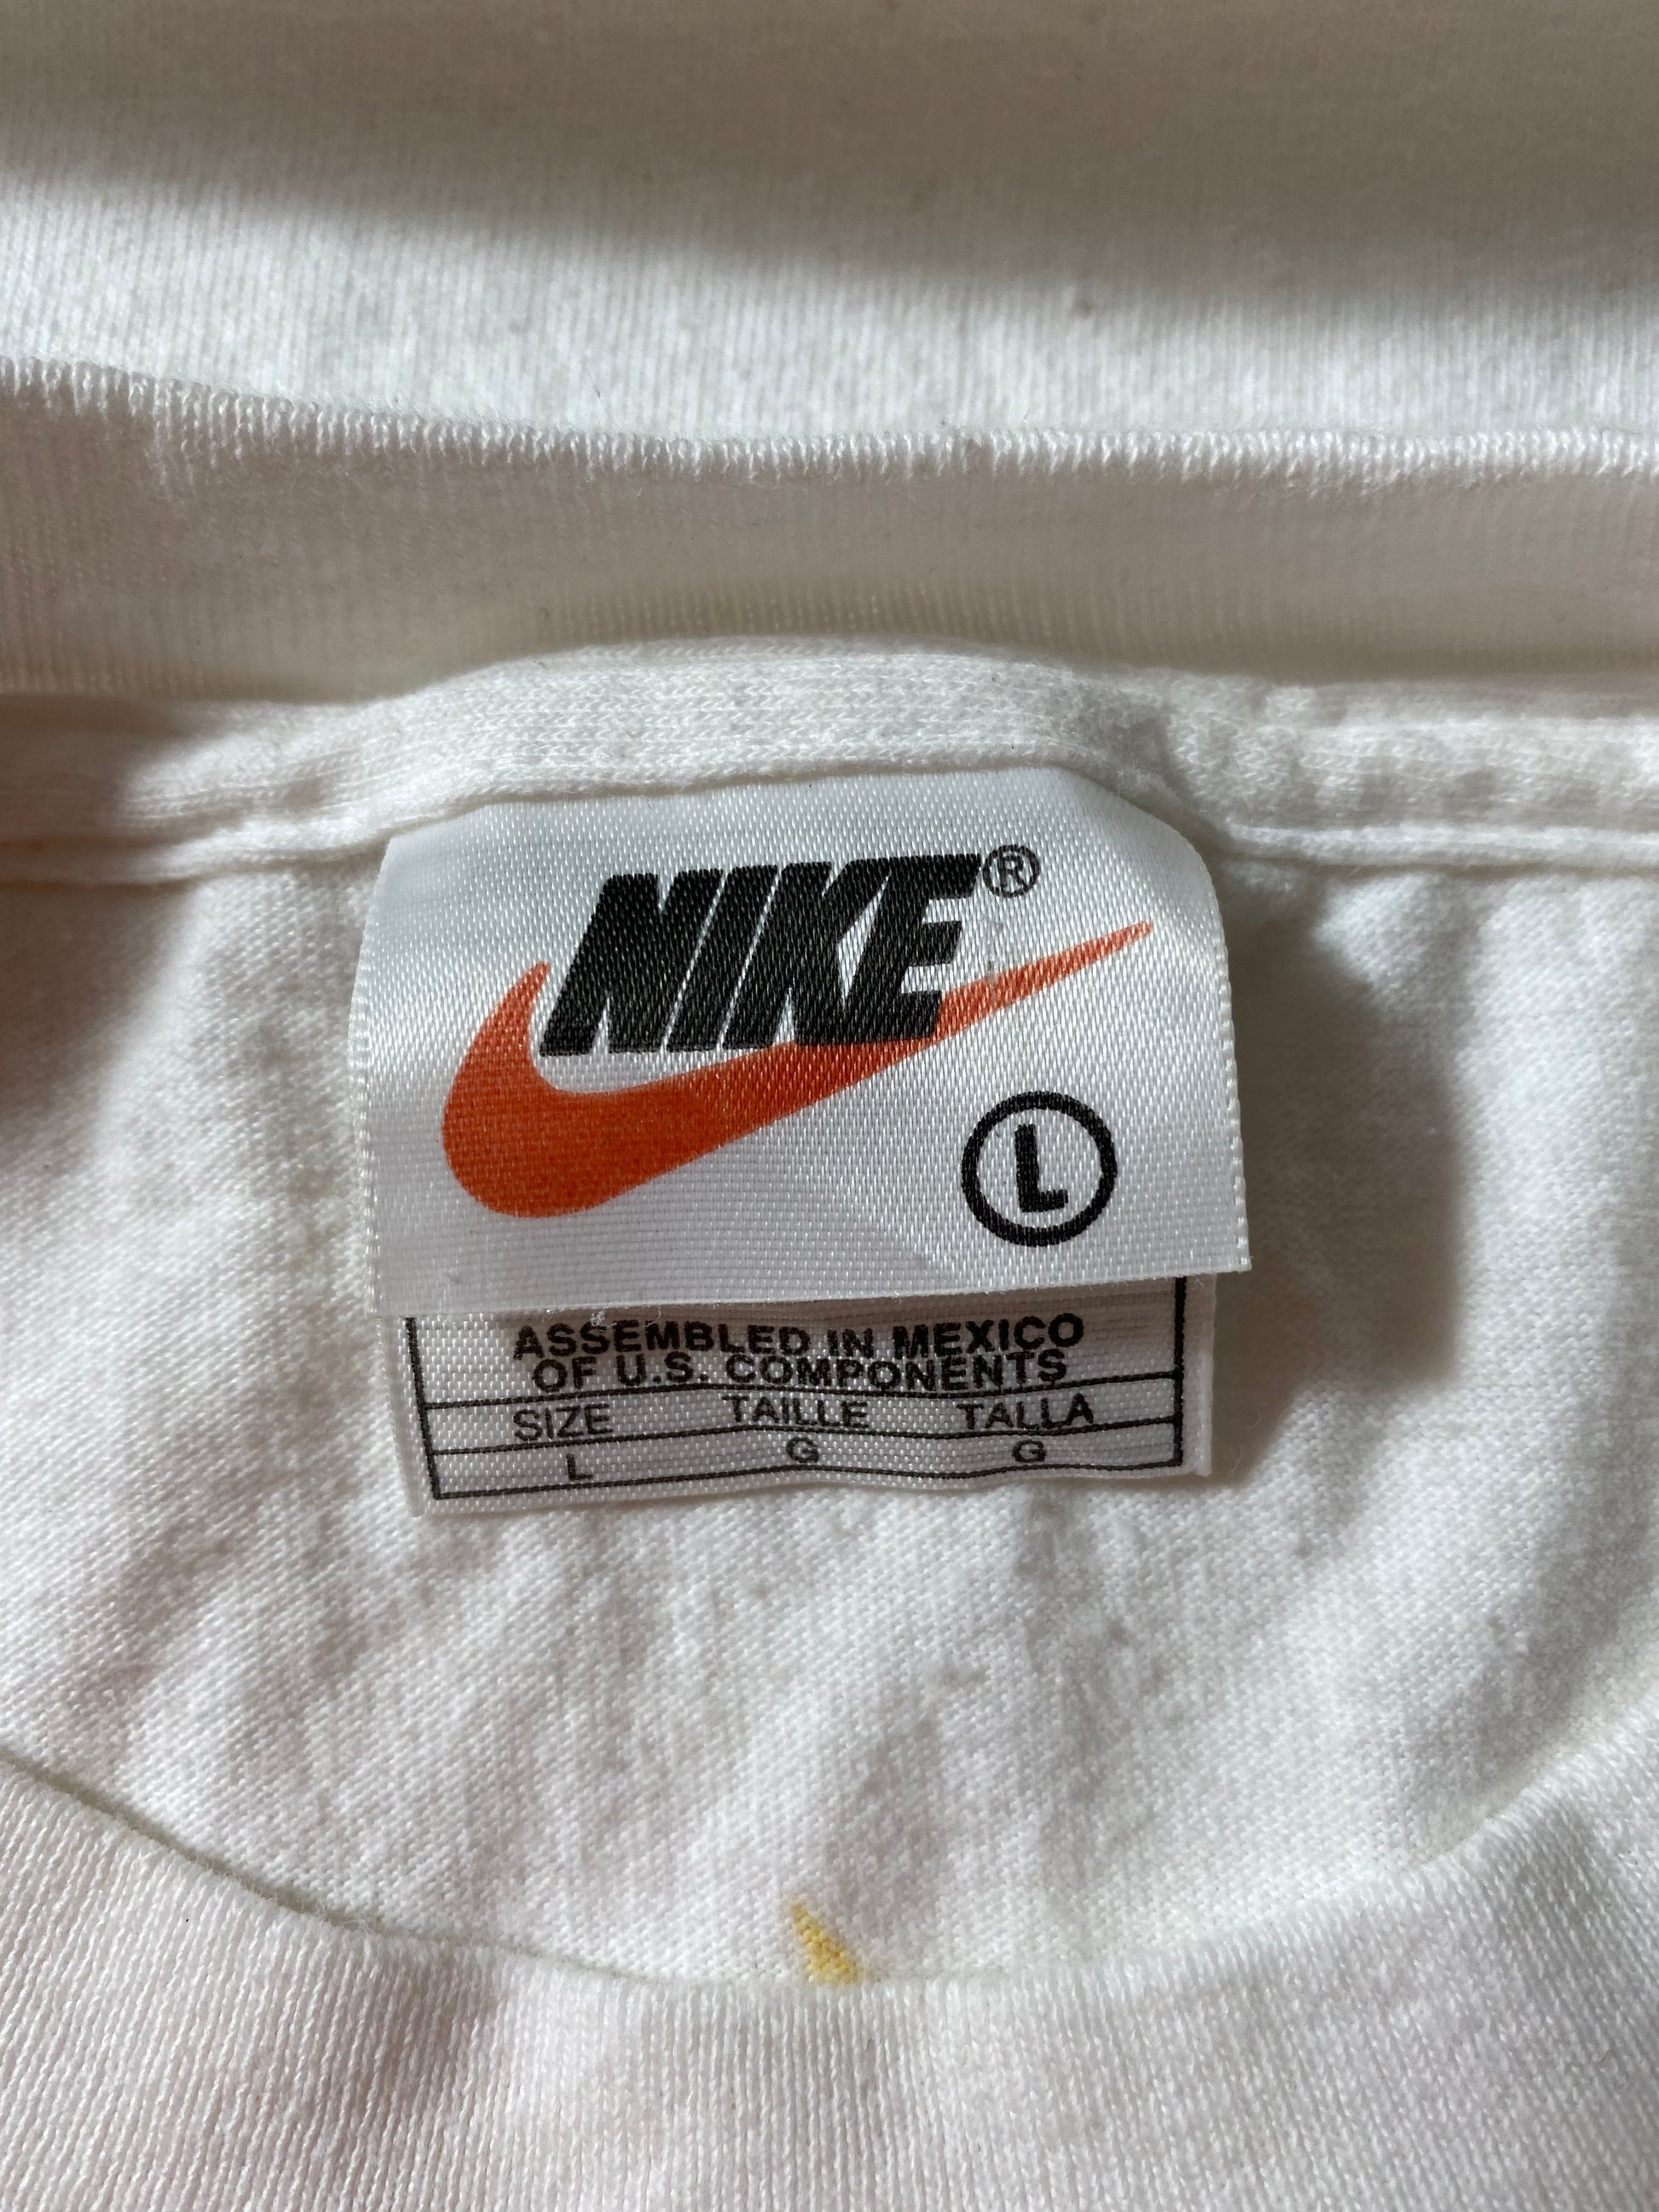 NIKE®
L
ASSEMBLED IN MEXICO
OF U.S. COMPONENTS
SIZE TAILLE TALLA
L G G